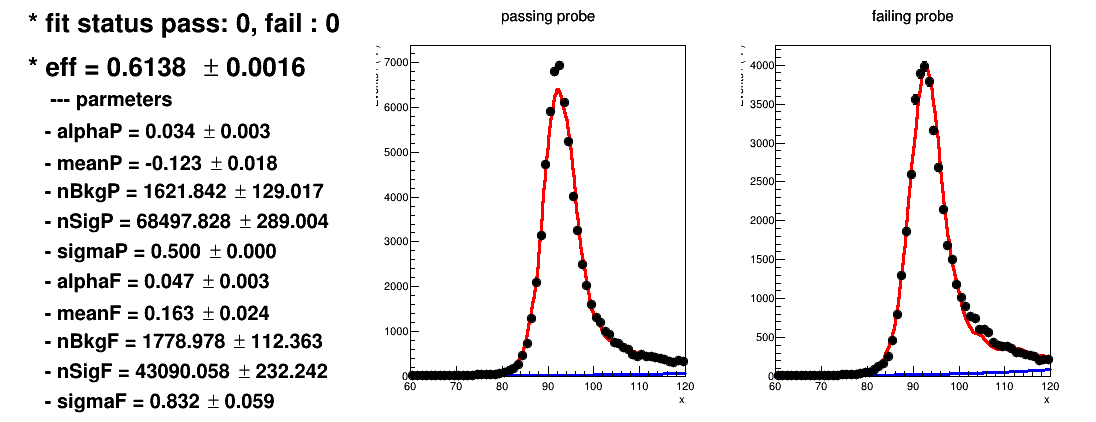 * fit status pass: 0, fail : 0
* eff = 0.6138 ± 0.0016
--- parmeters
- alphaP = 0.034 ± 0.003
- meanP = -0.123 ± 0.018
- nBkgP = 1621.842 ± 129.017
- nSigP = 68497.828 ± 289.004
- sigmaP = 0.500 ± 0.000
- alphaF = 0.047 ± 0.003
- meanF = 0.163 ± 0.024
- nBkgF = 1778.978 ± 112.363
- nSigF = 43090.058 ± 232.242
- sigmaF = 0.832 ± 0.059
passing probe
7000
6000
5000
4000
3000
2000
1000
0
60 70 80 90 100 110 120
x
failing probe
4000
3500
3000
2500
2000
1500
1000
500
0
60 70 80 90 100 110 120
x